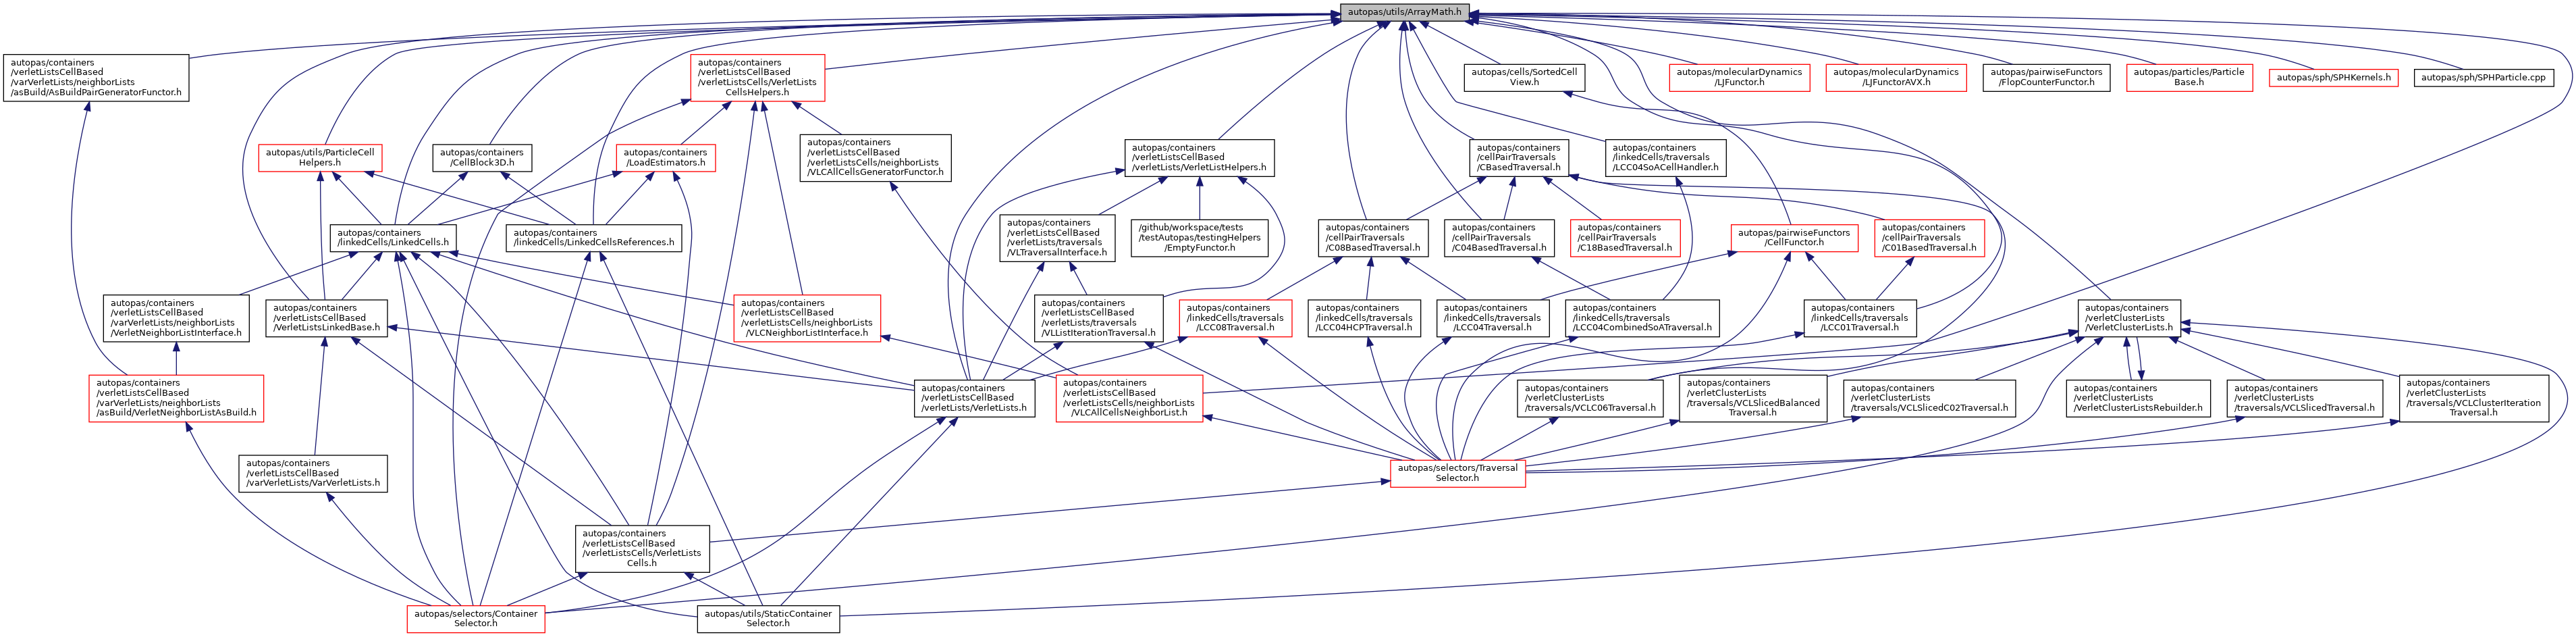 autopas/utils/ArrayMath.h
autopas/containers
/verletListsCellBased
/varVerletLists/neighborLists
/asBuild/AsBuildPairGeneratorFunctor.h
autopas/containers
/verletListsCellBased
/verletListsCells/VerletLists
CellsHelpers.h
autopas/cells/SortedCell
View.h
autopas/molecularDynamics
/LJFunctor.h
autopas/molecularDynamics
/LJFunctorAVX.h
autopas/pairwiseFunctors
/FlopCounterFunctor.h
autopas/particles/Particle
Base.h
autopas/sph/SPHKernels.h
autopas/sph/SPHParticle.cpp
autopas/utils/ParticleCell
Helpers.h
autopas/containers
/CellBlock3D.h
autopas/containers
/LoadEstimators.h
autopas/containers
/verletListsCellBased
/verletListsCells/neighborLists
/VLCAllCellsGeneratorFunctor.h
autopas/containers
/verletListsCellBased
/verletLists/VerletListHelpers.h
autopas/containers
/cellPairTraversals
/CBasedTraversal.h
autopas/containers
/linkedCells/traversals
/LCC04SoACellHandler.h
autopas/containers
/linkedCells/LinkedCells.h
autopas/containers
/linkedCells/LinkedCellsReferences.h
autopas/containers
/verletListsCellBased
/verletLists/traversals
/VLTraversalInterface.h
/github/workspace/tests
/testAutopas/testingHelpers
/EmptyFunctor.h
autopas/containers
/cellPairTraversals
/C08BasedTraversal.h
autopas/containers
/cellPairTraversals
/C04BasedTraversal.h
autopas/containers
/cellPairTraversals
/C18BasedTraversal.h
autopas/pairwiseFunctors
/CellFunctor.h
autopas/containers
/cellPairTraversals
/C01BasedTraversal.h
autopas/containers
/verletListsCellBased
/varVerletLists/neighborLists
/VerletNeighborListInterface.h
autopas/containers
/verletListsCellBased
/VerletListsLinkedBase.h
autopas/containers
/verletListsCellBased
/verletListsCells/neighborLists
/VLCNeighborListInterface.h
autopas/containers
/verletListsCellBased
/verletLists/traversals
/VLListIterationTraversal.h
autopas/containers
/linkedCells/traversals
/LCC08Traversal.h
autopas/containers
/linkedCells/traversals
/LCC04HCPTraversal.h
autopas/containers
/linkedCells/traversals
/LCC04Traversal.h
autopas/containers
/linkedCells/traversals
/LCC04CombinedSoATraversal.h
autopas/containers
/linkedCells/traversals
/LCC01Traversal.h
autopas/containers
/verletClusterLists
/VerletClusterLists.h
autopas/containers
/verletListsCellBased
/varVerletLists/neighborLists
/asBuild/VerletNeighborListAsBuild.h
autopas/containers
/verletListsCellBased
/verletLists/VerletLists.h
autopas/containers
/verletListsCellBased
/verletListsCells/neighborLists
/VLCAllCellsNeighborList.h
autopas/containers
/verletClusterLists
/traversals/VCLC06Traversal.h
autopas/containers
/verletClusterLists
/traversals/VCLSlicedBalanced
Traversal.h
autopas/containers
/verletClusterLists
/traversals/VCLSlicedC02Traversal.h
autopas/containers
/verletClusterLists
/VerletClusterListsRebuilder.h
autopas/containers
/verletClusterLists
/traversals/VCLSlicedTraversal.h
autopas/containers
/verletClusterLists
/traversals/VCLClusterIteration
Traversal.h
autopas/containers
/verletListsCellBased
/varVerletLists/VarVerletLists.h
autopas/selectors/Traversal
Selector.h
autopas/containers
/verletListsCellBased
/verletListsCells/VerletLists
Cells.h
autopas/selectors/Container
Selector.h
autopas/utils/StaticContainer
Selector.h